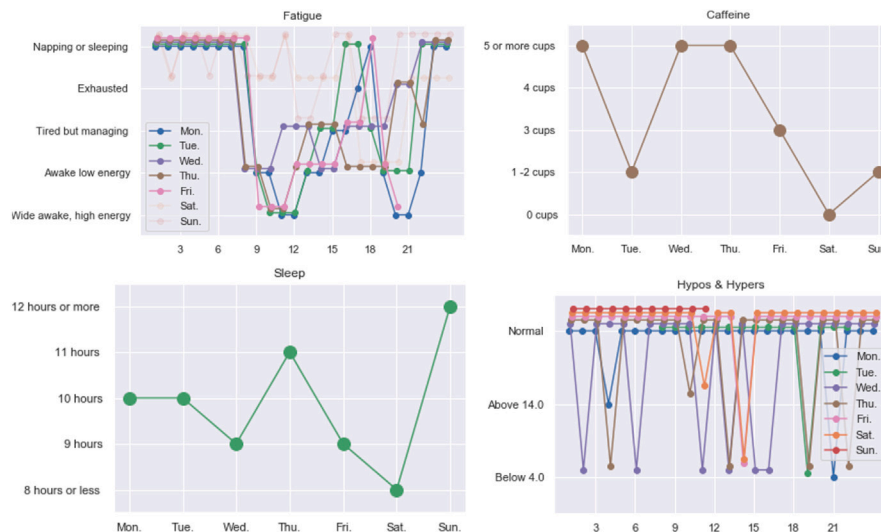 Fatigue
Napping or sleeping
Exhausted
Tired but managing
Awake low energy
Wide awake, high energy
Mon.
Tue.
Wed.
Thu.
Fri.
Sat.
Sun.
3 6 9 12 15 18 21
Caffeine
5 or more cups
4 cups
3 cups
1 -2 cups
0 cups
Mon. Tue. Wed. Thu. Fri. Sat. Sun
Sleep
12 hours or more
11 hours
10 hours
9 hours
8 hours or less
Mon. Tue. Wed. Thu. Fri. Sat. Sun.
Hypos & Hypers
Normal
Above 14.0
Below 4.0
Mon.
Tue.
Wed.
Thu.
Fri.
Sat.
Sun.
3 6 9 12 15 18 21